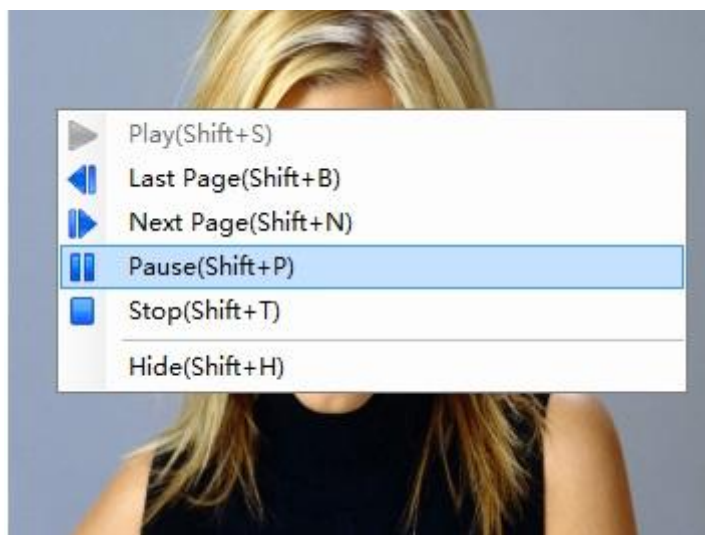 Play(Shift+S)
Last Page(Shift+B)
Next Page(Shift+N)
Pause(Shift+P)
Stop(Shift+T)
Hide(Shift+H)